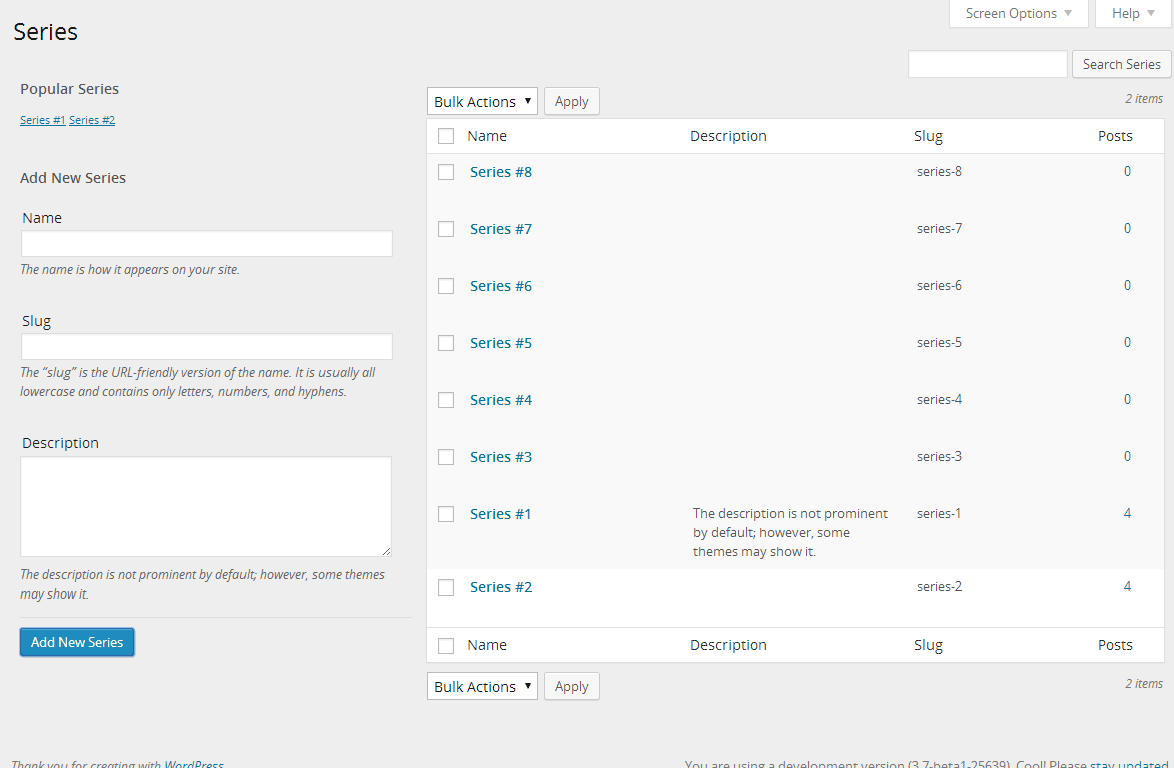 Screen Options ▼ Help ▼
Series
Search Series
Popular Series
Series #1 Series #2
Add New Series
Name
The name is how it appears on your site.
Slug
The “slug” is the URL-friendly version of the name. It is usually all
lowercase and contains only letters, numbers, and hyphens.
Description
The description is not prominent by default; however, some themes
may show it.
Add New Series
Bulk Actions ▼ Apply 2 items
Name Description Slug Posts
Series #8 series-8 0
Series #7 series-7 0
Series #6 series-6 0
Series #5 series-5 0
Series #4 series-4 0
Series #3 series-3 0
Series #1 The description is not prominent series-1 4
by default; however, some
themes may show it.
Series #2 series-2 4
Name Description Slug Posts
Bulk Actions ▼ Apply 2 items
Thank you for creating with WordPress
You are using a development version (3.7-beta1-25639). Cool! Please stay updated